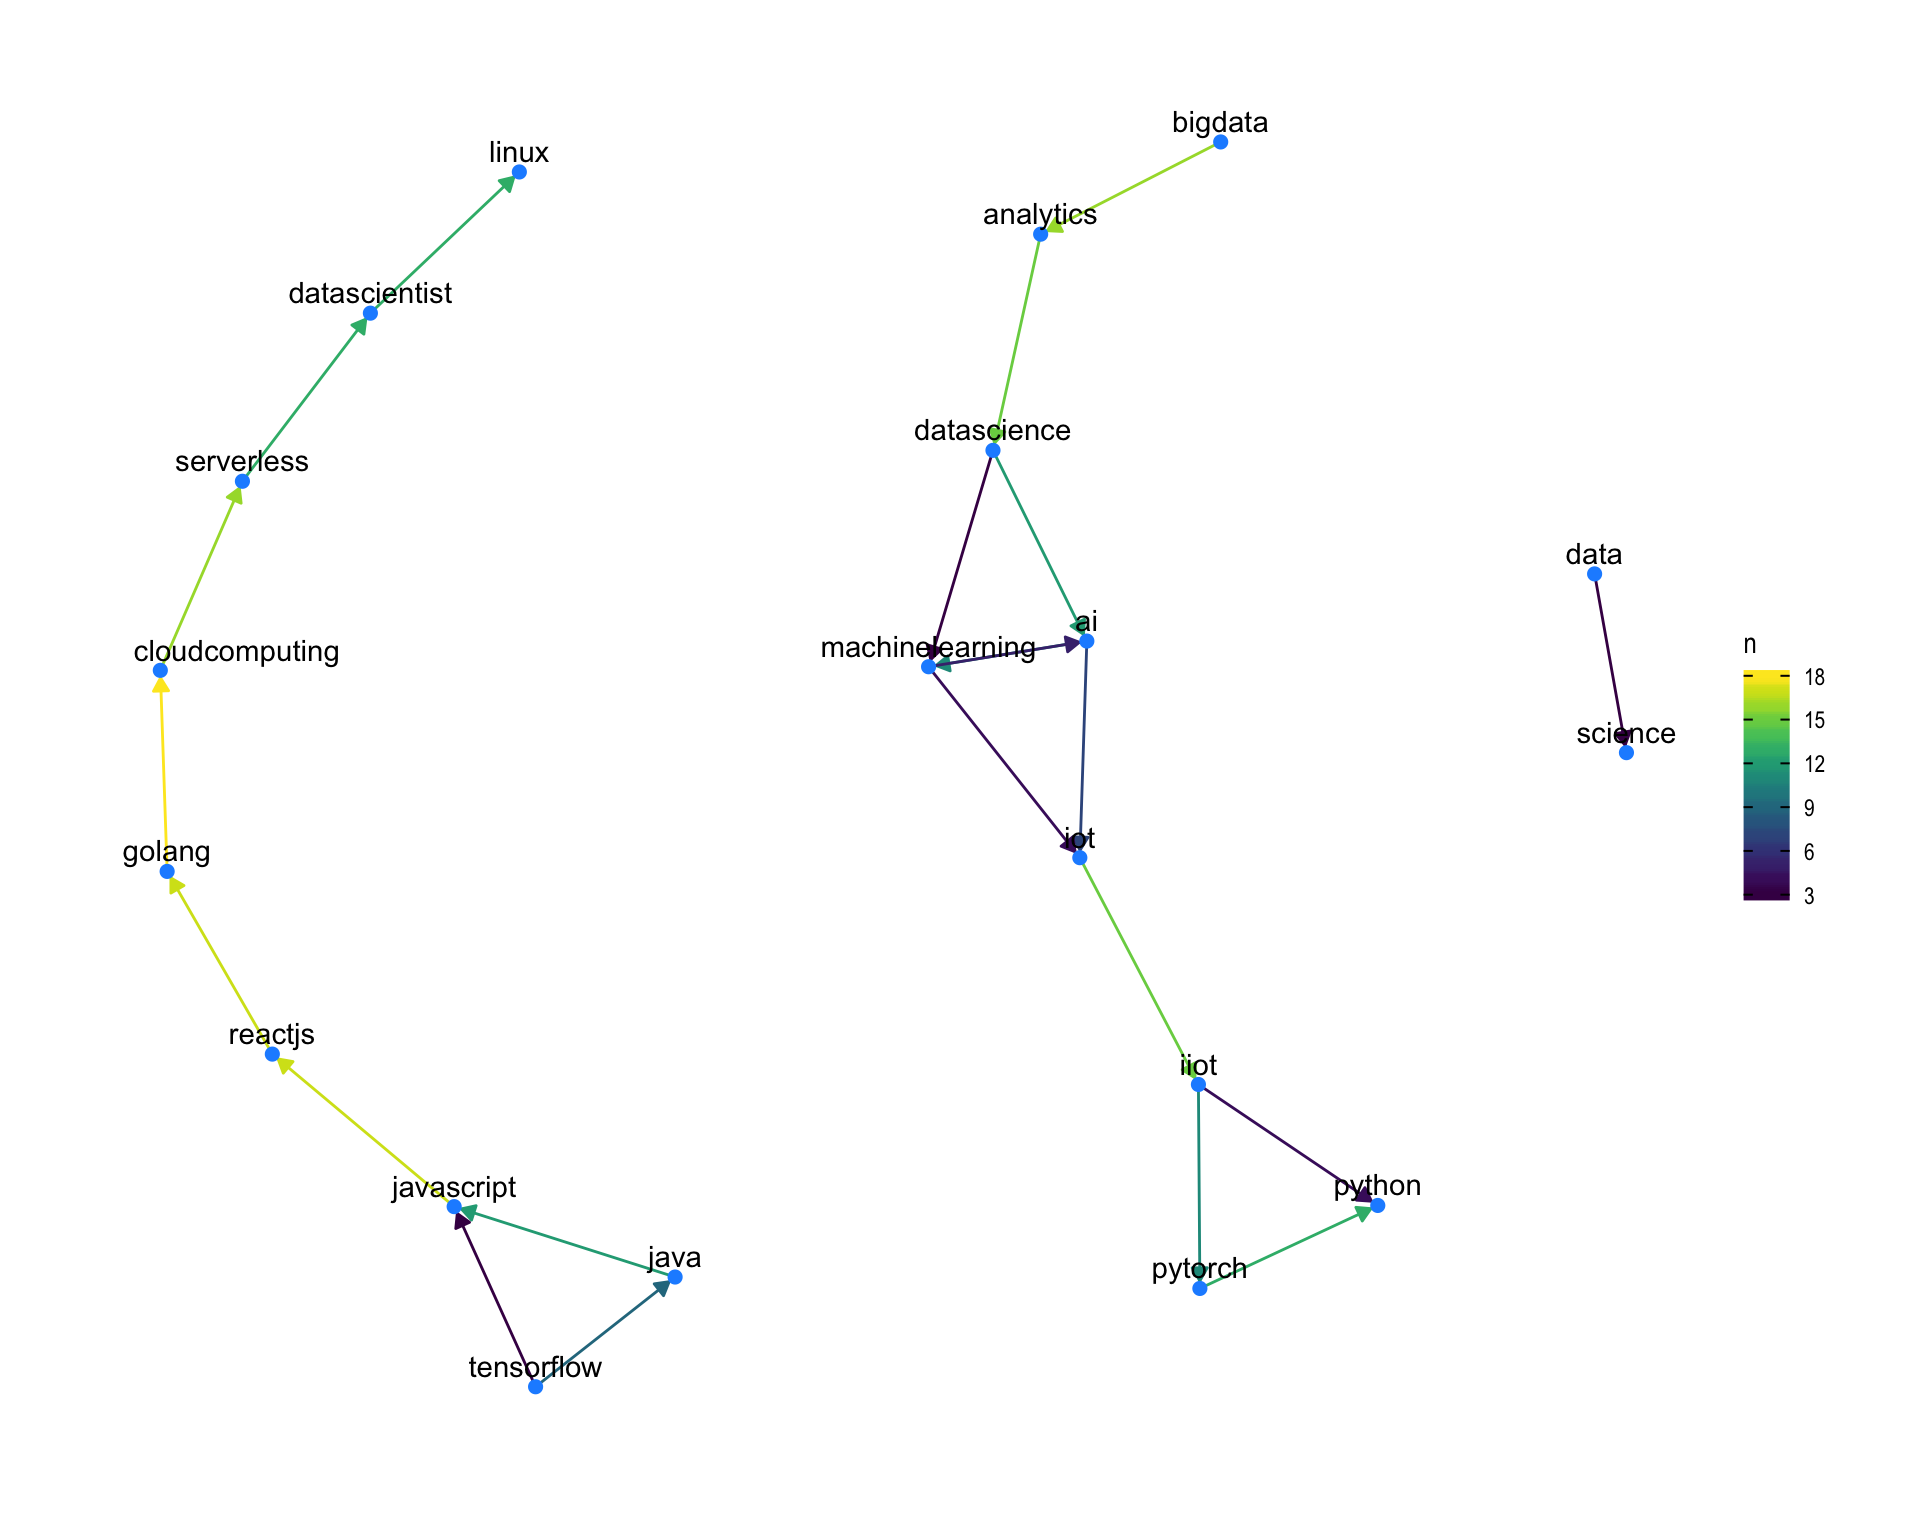 bigdata
linux
analytics
datascientist
datascience
serverless
data
ai
machinelearning
cloudcomputing
science
iot
golang
reactjs
iiot
python
javascript
java
pytorch
tensorflow
n
18
15
12
9
6
3